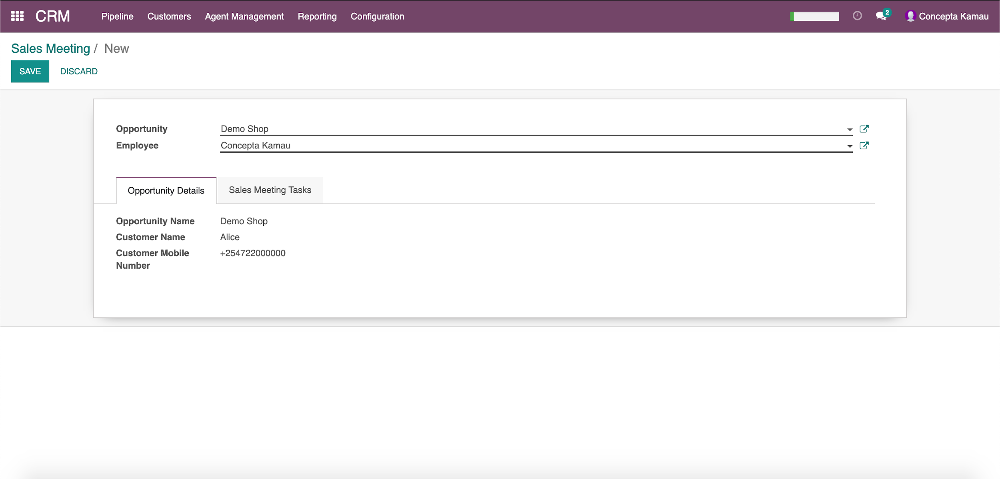 CRM Pipeline Customers Agent Management Reporting Configuration 2 Concepta Kamau
Sales Meeting / New
SAVE DISCARD
Opportunity Demo Shop
Employee Concepta Kamau
Opportunity Details Sales Meeting Tasks
Opportunity Name Demo Shop
Customer Name Alice
Customer Mobile +254722000000
Number